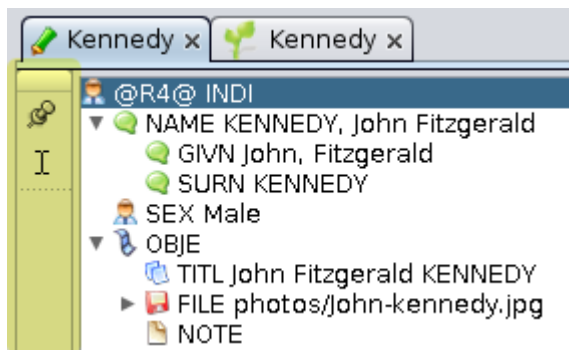 Kennedy x Kennedy x
@R4@ INDI
NAME KENNEDY, John Fitzgerald
GIVN John, Fitzgerald
SURN KENNEDY
SEX Male
OBJE
TITL John Fitzgerald KENNEDY
FILE photos/John-kennedy.jpg
NOTE